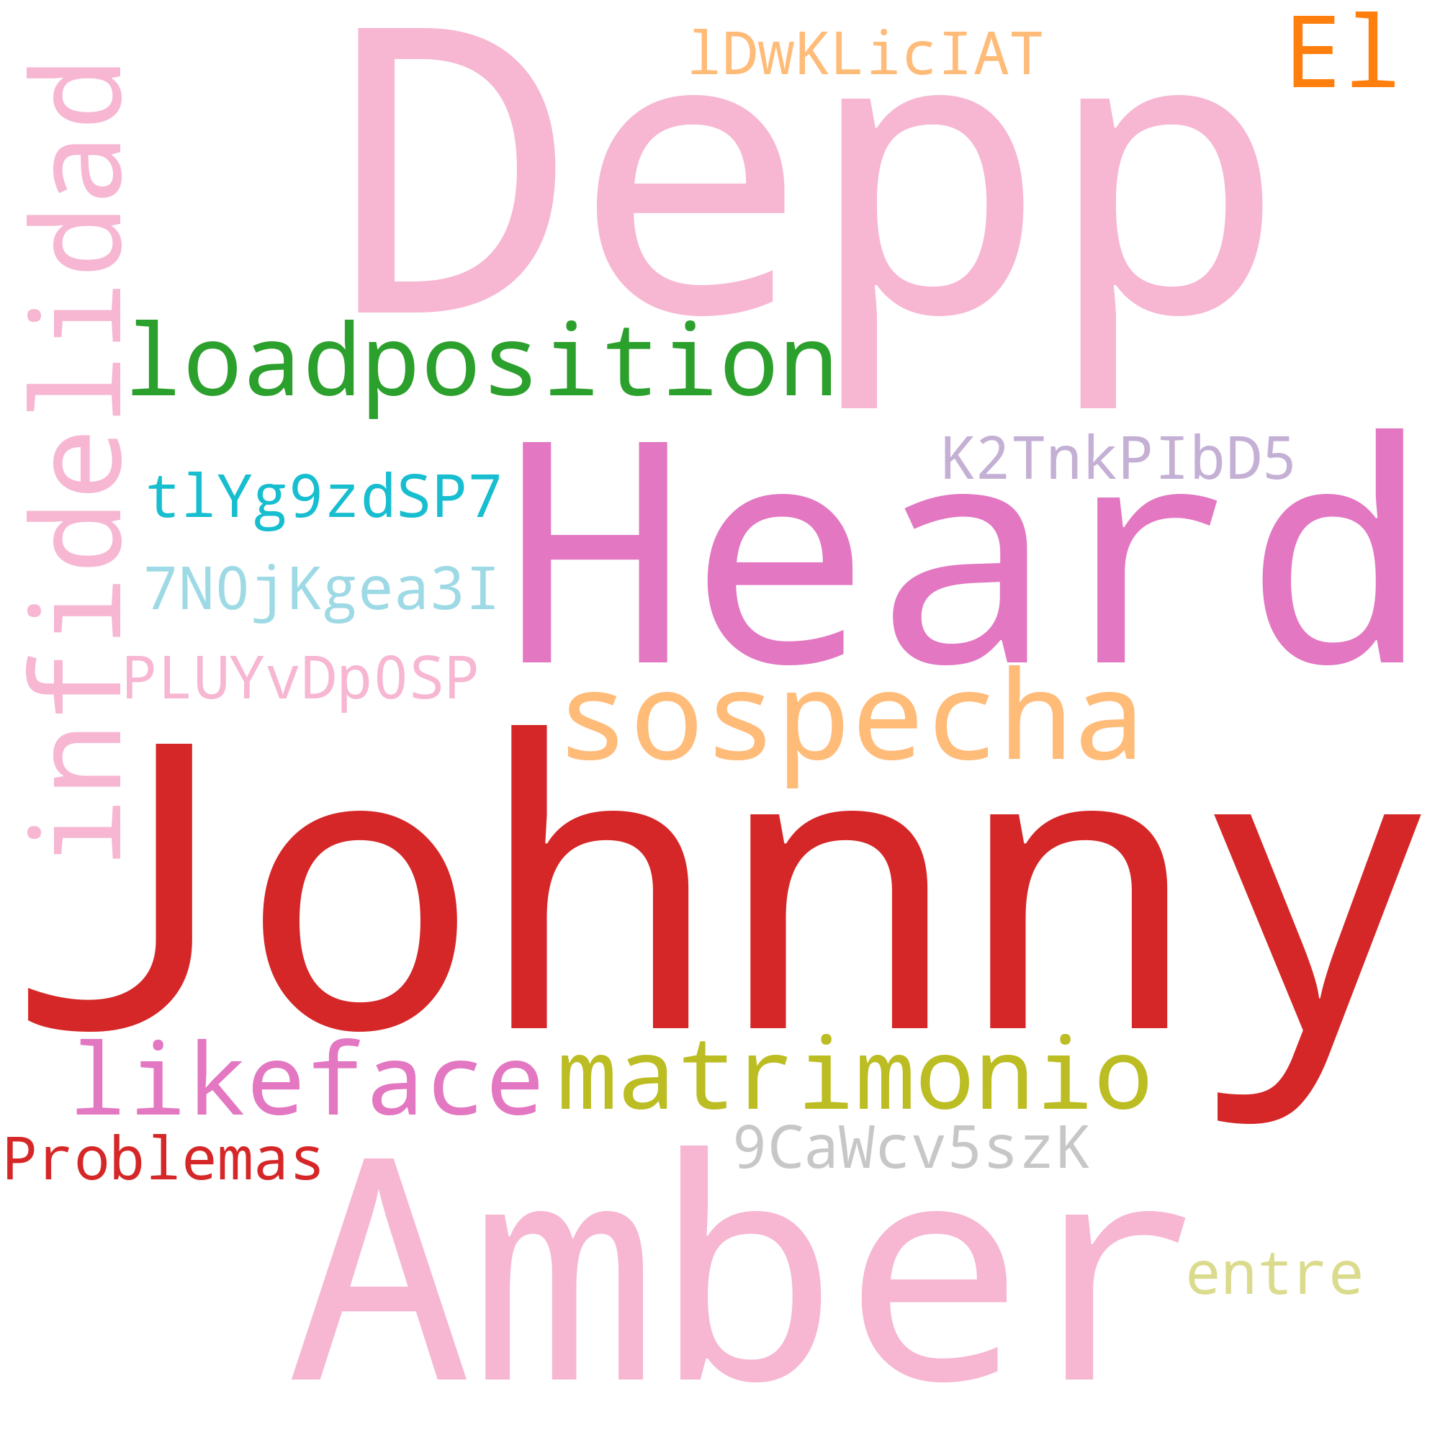 lDwKLicIAT
El
Depp
infidelidad
loadposition
K2TnkPIbD5
tlYg9zdSP7
Heard
7N0jKgea3I
PLUYvDp0SP
sospecha
Johnny
likeface
matrimonio
Problemas
9CaWcv5szK
Amber
entre